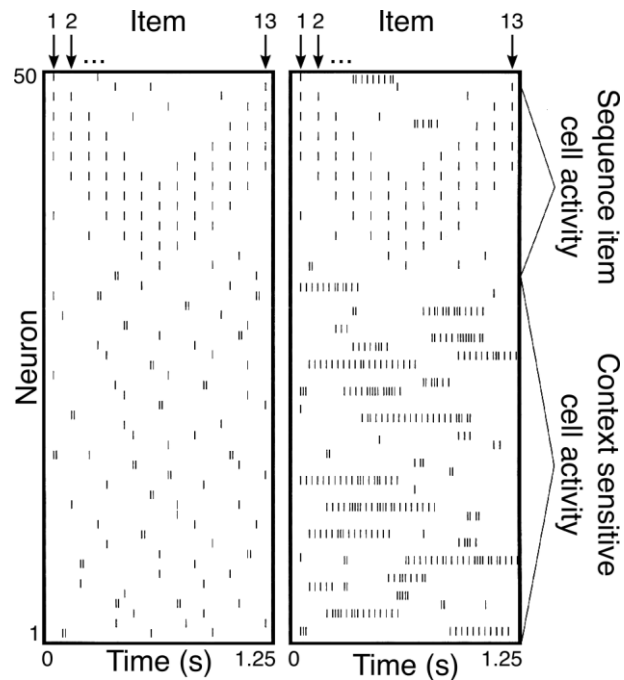 1 2 ... Item 13
1 2 ... Item 13
50
Neuron
1
0 Time (s) 1.25
0 Time (s) 1.25
Sequence item
cell activity
Context sensitive
cell activity